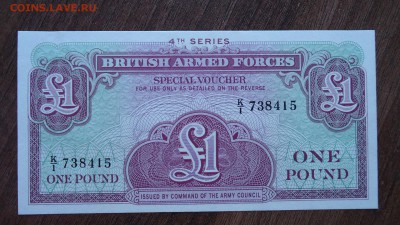 COINS.ЛАВE.RU
4TH SERIES
BRITISH ARMED FORCES
£1
£1
SPECIAL VOUCHER
FOR USE ONLY AS DETAILED ON THE REVERSE
K/1 738415
K/1 738415
£1
ONE POUND
ONE POUND
ISSUED BY COMMAND OF THE ARMY COUNCIL